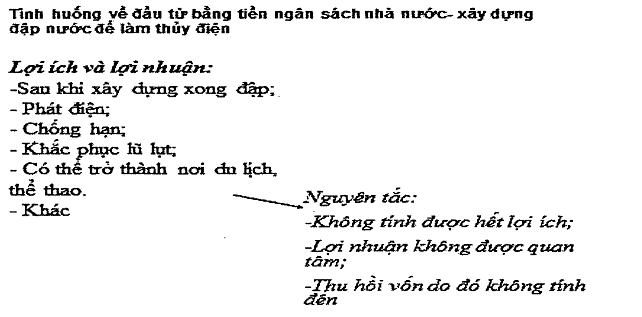 Tình huống về đầu tư bằng tiền ngân sách nhà nước- xây dựng
đập nước để làm thủy điện
Lợi ích và lợi nhuận:
-Sau khi xây dựng xong đập;
- Phát điện;
- Chống hạn;
- Khắc phục lũ lụt;
- Có thể trở thành nơi du lịch,
thể thao.
- Khác
Nguyên tắc:
-Không tính được hết lợi ích;
-Lợi nhuận không được quan
tâm;
-Thu hồi vốn do đó không tính
đến